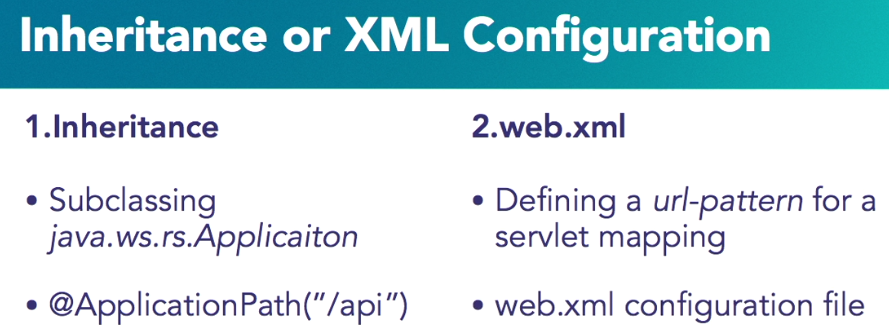 Inheritance or XML Configuration
1.Inheritance
• Subclassing
java.ws.rs.Applicaiton
• @ApplicationPath("/api")
2.web.xml
• Defining a url-pattern for a
servlet mapping
• web.xml configuration file